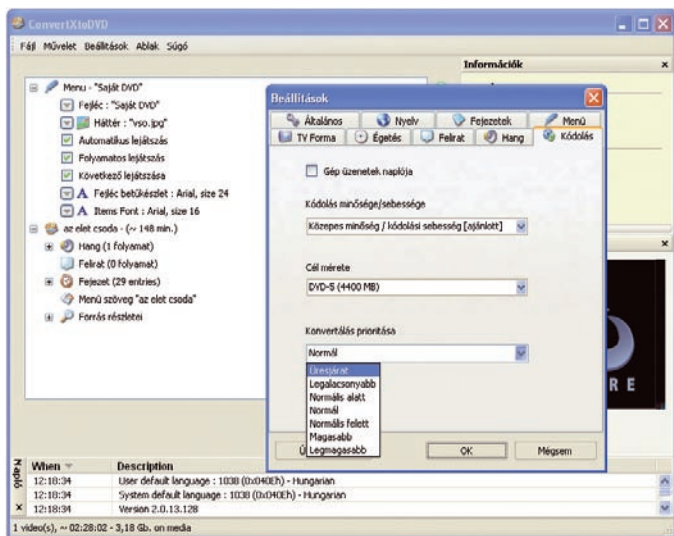 ConvertXtoDVD
Fájl Művelet Beállítások Ablak Súgó
Információk
Menu - "Saját DVD"
Fejléc : "Saját DVD"
Háttér : "vso.jpg"
Automatikus lejátszás
Folyamatos lejátszás
Következő lejátszása
Fejléc betűkészlet : Arial, size 24
Items Font : Arial, size 16
az elet csoda - (~ 148 min.)
Hang (1 folyamat)
Felirat (0 folyamat)
Fejezet (29 entries)
Menü szöveg "az elet csoda"
Forrás részletei
Beállítások
Általános Nyelv Fejezetek Menü
TV Forma Égetés Felirat Hang Kódolás
Gép üzenetek naplója
Kódolás minősége/sebessége
Közepes minőség / kódolási sebesség [ajánlott]
Cél mérete
DVD-5 (4400 MB)
Konvertálás prioritása
Normál
Üresjárat
Legalacsonyabb
Normális alatt
Normál
Normális felett
Magasabb
Legmagasabb
OK Mégsem
R E
Napló
When Description
12:18:34 User default language : 1038 (0x040Eh) - Hungarian
12:18:34 System default language : 1038 (0x040Eh) - Hungarian
12:18:34 Version 2.0.13.128
1 video(s), ~ 02:28:02 - 3,18 Gb. on media